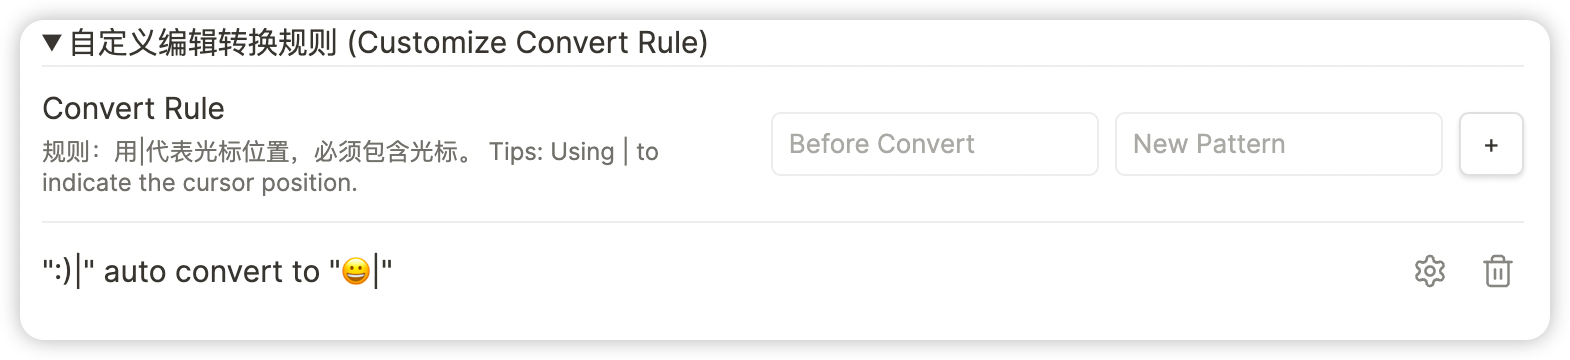 ▼自定义编辑转换规则 (Customize Convert Rule)
Convert Rule
规则：用|代表光标位置，必须包含光标。 Tips: Using | to
indicate the cursor position.
Before Convert
New Pattern
+
":)|" auto convert to "😀|"